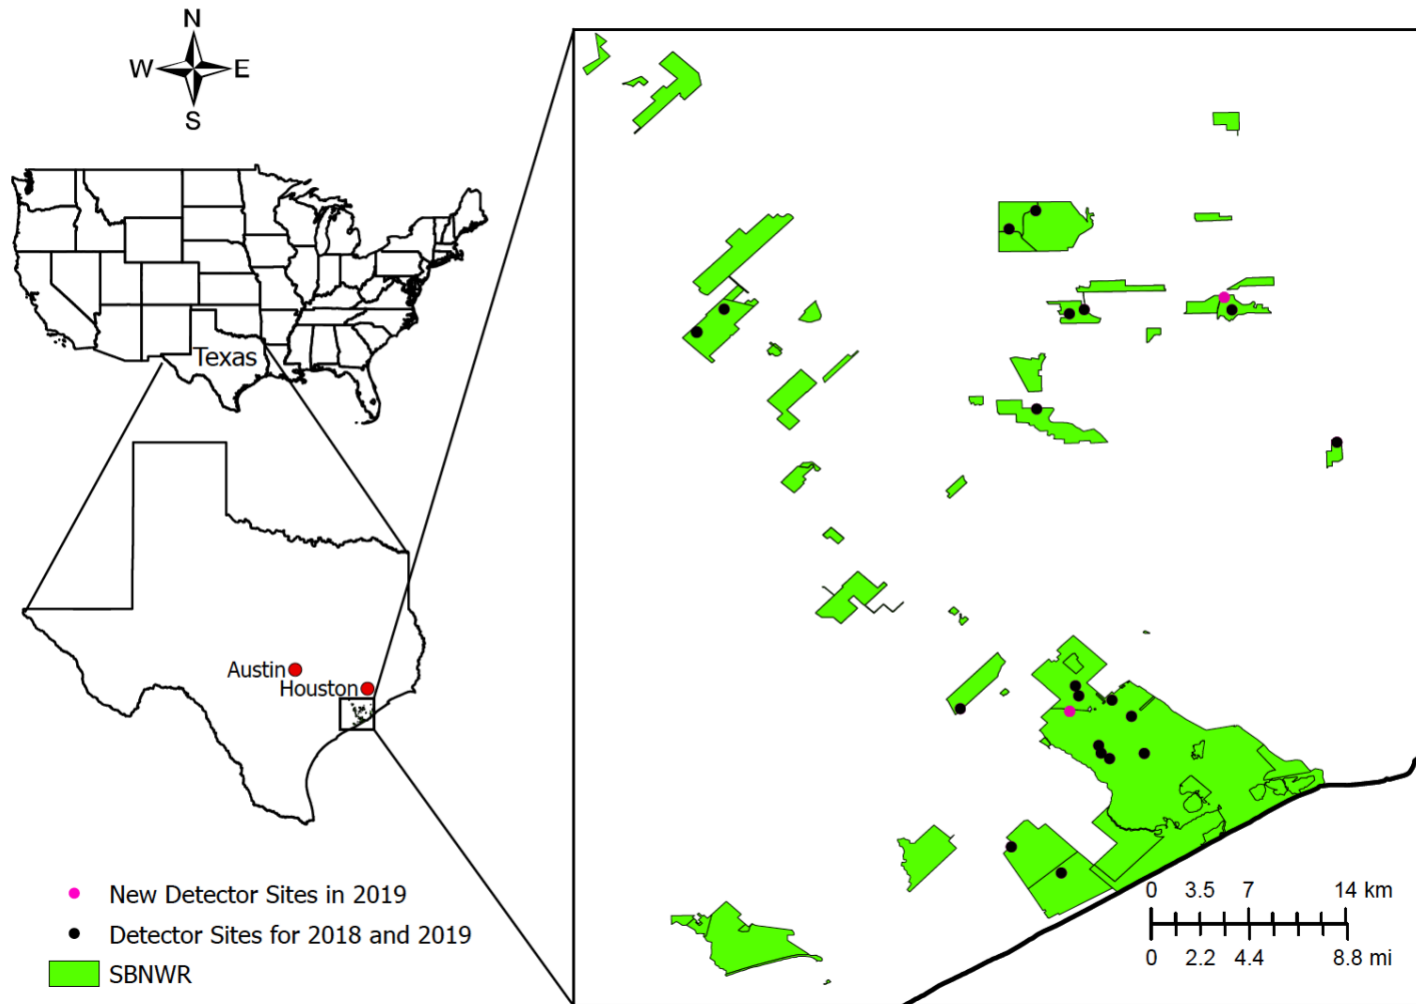 N
W E
S
Texas
Austin
Houston
New Detector Sites in 2019
Detector Sites for 2018 and 2019
SBNWR
0 3.5 7 14 km
0 2.2 4.4 8.8 mi